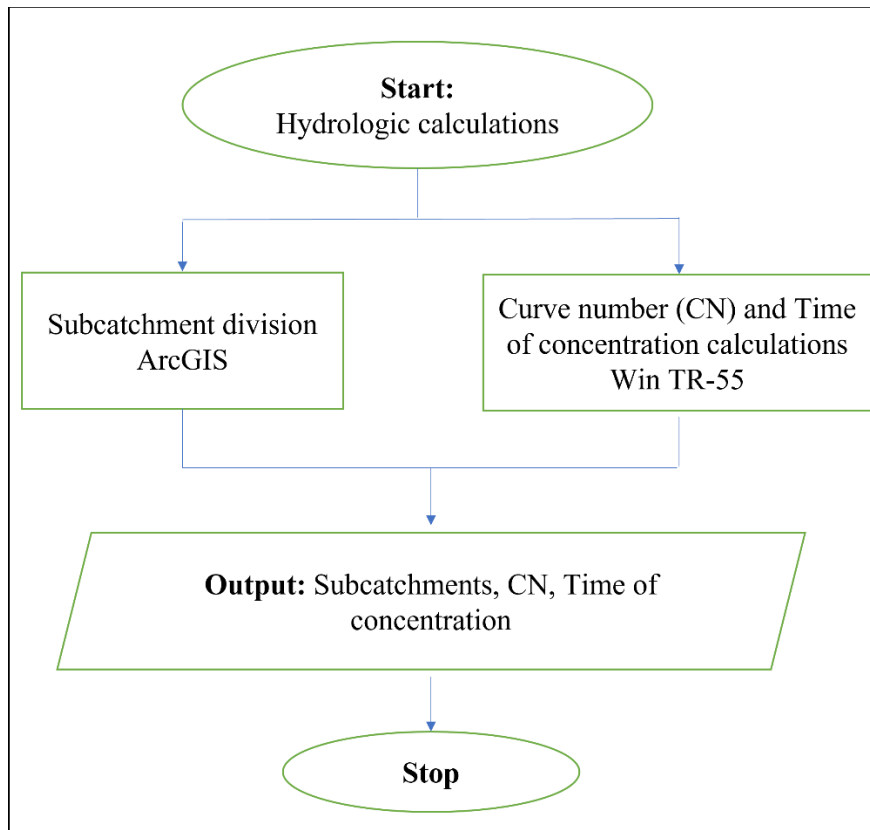 Start:
Hydrologic calculations
Subcatchment division
ArcGIS
Curve number (CN) and Time
of concentration calculations
Win TR-55
Output: Subcatchments, CN, Time of
concentration
Stop